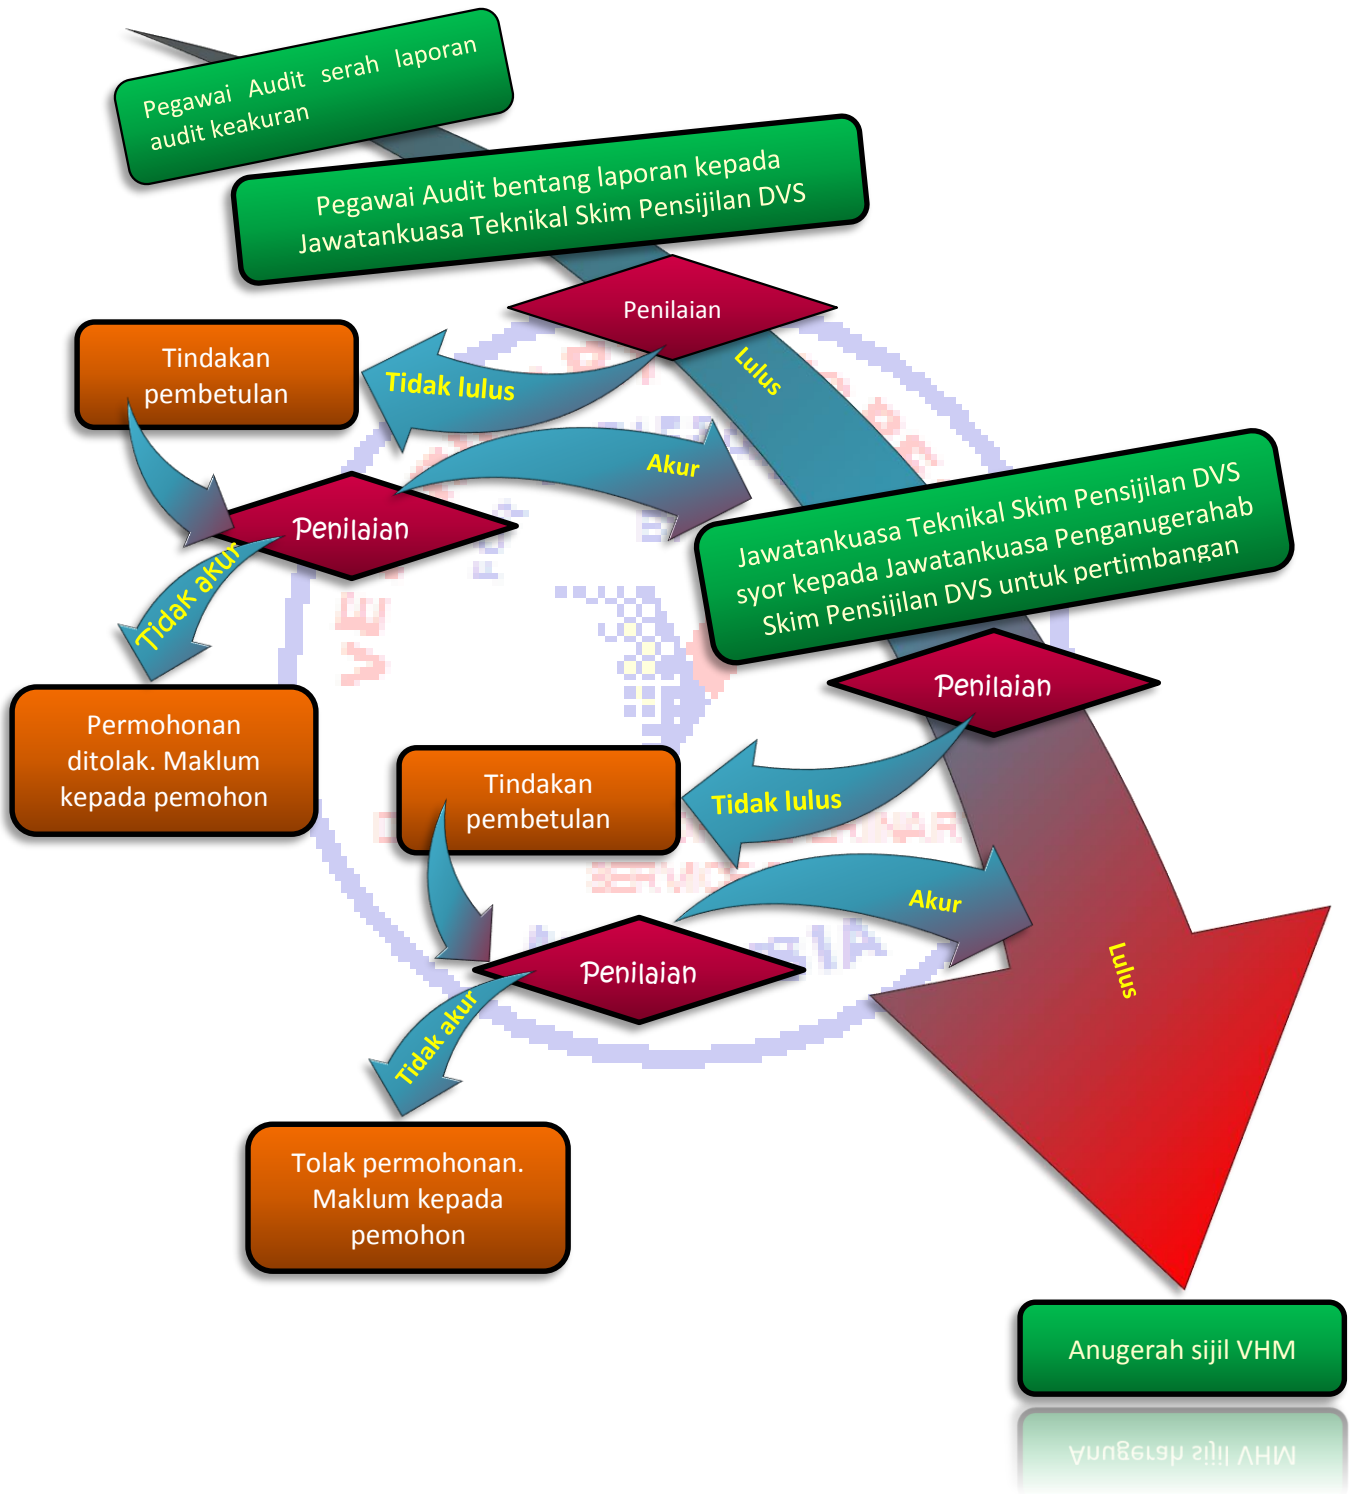 Pegawai Audit serah laporan
audit keakuran
Pegawai Audit bentang laporan kepada
Jawatankuasa Teknikal Skim Pensijilan DVS
Penilaian
Lulus
Tindakan
pembetulan
Tidak lulus
Akur
Penilaian
Tidak akur
Jawatankuasa Teknikal Skim Pensijilan DVS
syor kepada Jawatankuasa Penganugerahab
Skim Pensijilan DVS untuk pertimbangan
Penilaian
Permohonan
ditolak. Maklum
kepada pemohon
Tindakan
pembetulan
Tidak lulus
Akur
Lulus
Penilaian
Tidak akur
Tolak permohonan.
Maklum kepada
pemohon
Anugerah sijil VHM